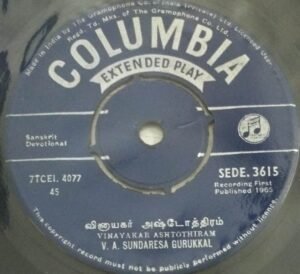 Made in India by The Gramophone Co. of India (Private) Ltd. Licensed User
Regd. Td. Mks. of The Gramophone Co. Ltd.
COLUMBIA
EXTENDED PLAY
Sanskrit
Devotional
7TCEI. 4077
45
SEDE. 3615
Recording First
Published 1965
வினாயகர் அஷ்டோத்திரம்
VINAYAKAR ASHTOTHIRAM
V. A. SUNDARESA GURUKKAL
This copyright record must not be publicly performed without licence